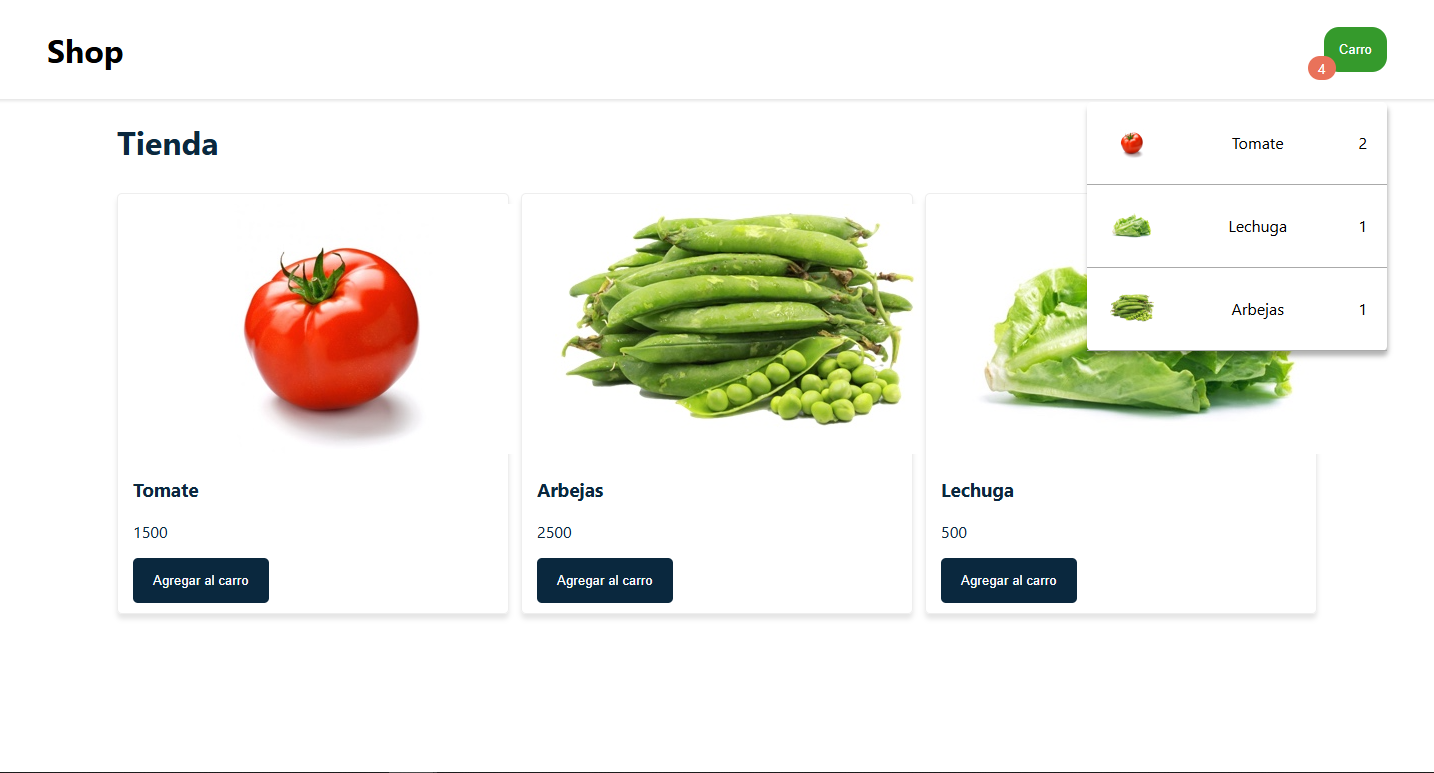 Shop
Carro
4
Tienda
Tomate 2
Lechuga 1
Arbejas 1
Tomate
1500
Agregar al carro
Arbejas
2500
Agregar al carro
Lechuga
500
Agregar al carro